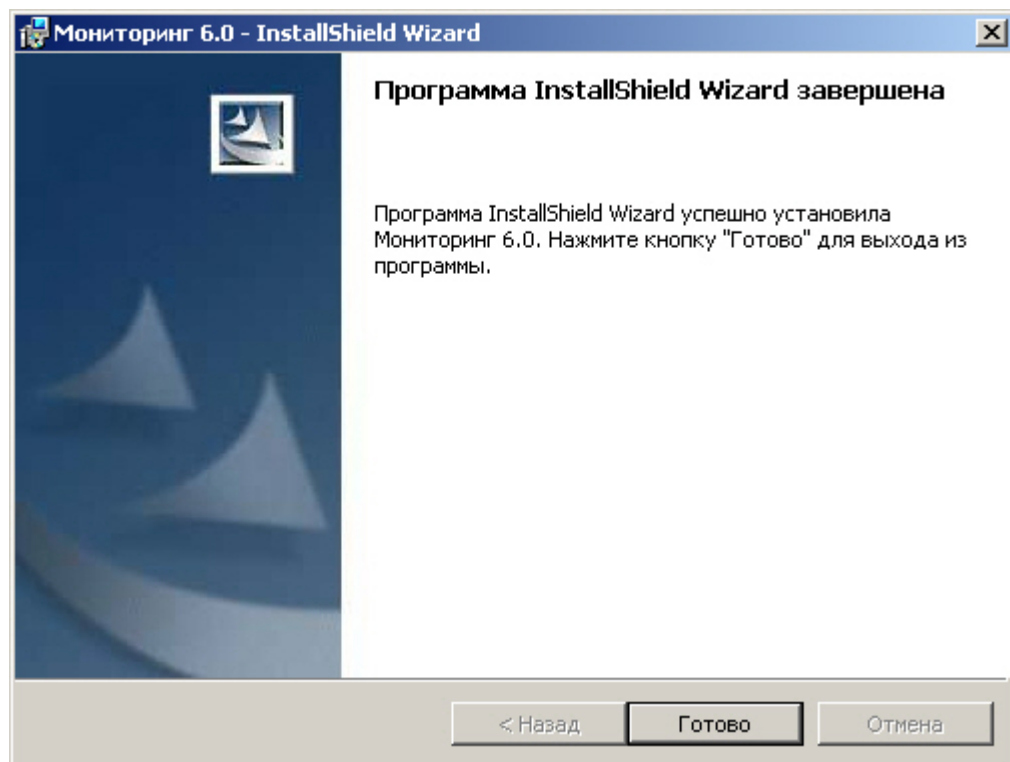 Мониторинг 6.0 - InstallShield Wizard
Программа InstallShield Wizard завершена
Программа InstallShield Wizard успешно установила
Мониторинг 6.0. Нажмите кнопку "Готово" для выхода из
программы.
< Назад
Готово
Отмена